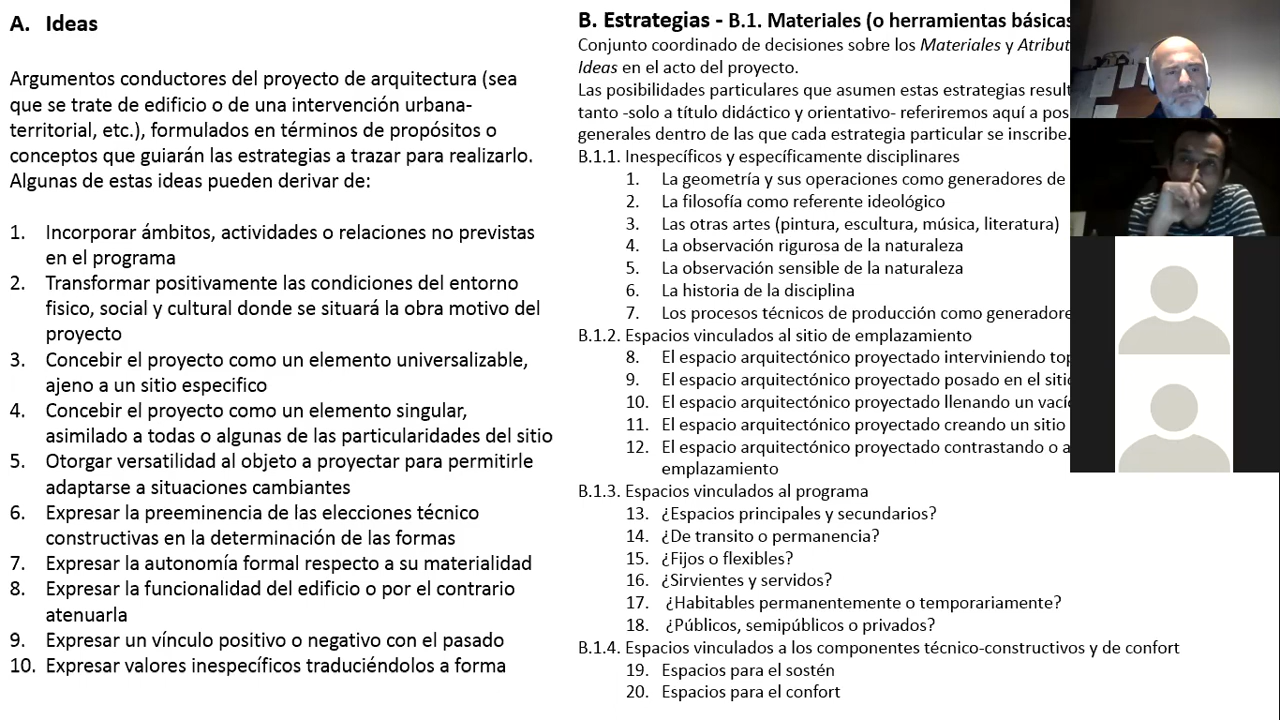 A. Ideas
Argumentos conductores del proyecto de arquitectura (sea
que se trate de edificio o de una intervención urbana-
territorial, etc.), formulados en términos de propósitos o
conceptos que guiarán las estrategias a trazar para realizarlo.
Algunas de estas ideas pueden derivar de:
1. Incorporar ámbitos, actividades o relaciones no previstas
en el programa
2. Transformar positivamente las condiciones del entorno
fisico, social y cultural donde se situará la obra motivo del
proyecto
3. Concebir el proyecto como un elemento universalizable,
ajeno a un sitio especifico
4. Concebir el proyecto como un elemento singular,
asimilado a todas o algunas de las particularidades del sitio
5. Otorgar versatilidad al objeto a proyectar para permitirle
adaptarse a situaciones cambiantes
6. Expresar la preeminencia de las elecciones técnico
constructivas en la determinación de las formas
7. Expresar la autonomía formal respecto a su materialidad
8. Expresar la funcionalidad del edificio o por el contrario
atenuarla
9. Expresar un vínculo positivo o negativo con el pasado
10. Expresar valores inespecíficos traduciéndolos a forma
B. Estrategias - B.1. Materiales (o herramientas básicas
Conjunto coordinado de decisiones sobre los Materiales y
Ideas en el acto del proyecto.
Las posibilidades particulares que asumen estas estrategias
tanto -solo a título didáctico y orientativo- referiremos aquí a
generales dentro de las que cada estrategia particular se inscribe.
B.1.1. Inespecíficos y específicamente disciplinares
1. La geometría y sus operaciones como generadores de
2. La filosofía como referente ideológico
3. Las otras artes (pintura, escultura, música, literatura)
4. La observación rigurosa de la naturaleza
5. La observación sensible de la naturaleza
6. La historia de la disciplina
7. Los procesos técnicos de producción como
B.1.2. Espacios vinculados al sitio de emplazamiento
8. El espacio arquitectónico proyectado interviniendo
9. El espacio arquitectónico proyectado posado en el
10. El espacio arquitectónico proyectado llenando un
11. El espacio arquitectónico proyectado creando un sitio
12. El espacio arquitectónico proyectado contrastando o
emplazamiento
B.1.3. Espacios vinculados al programa
13. ¿Espacios principales y secundarios?
14. ¿De transito o permanencia?
15. ¿Fijos o flexibles?
16. ¿Sirvientes y servidos?
17. ¿Habitables permanentemente o temporariamente?
18. ¿Públicos, semipúblicos o privados?
B.1.4. Espacios vinculados a los componentes técnico-constructivos y de confort
19. Espacios para el sostén
20. Espacios para el confort